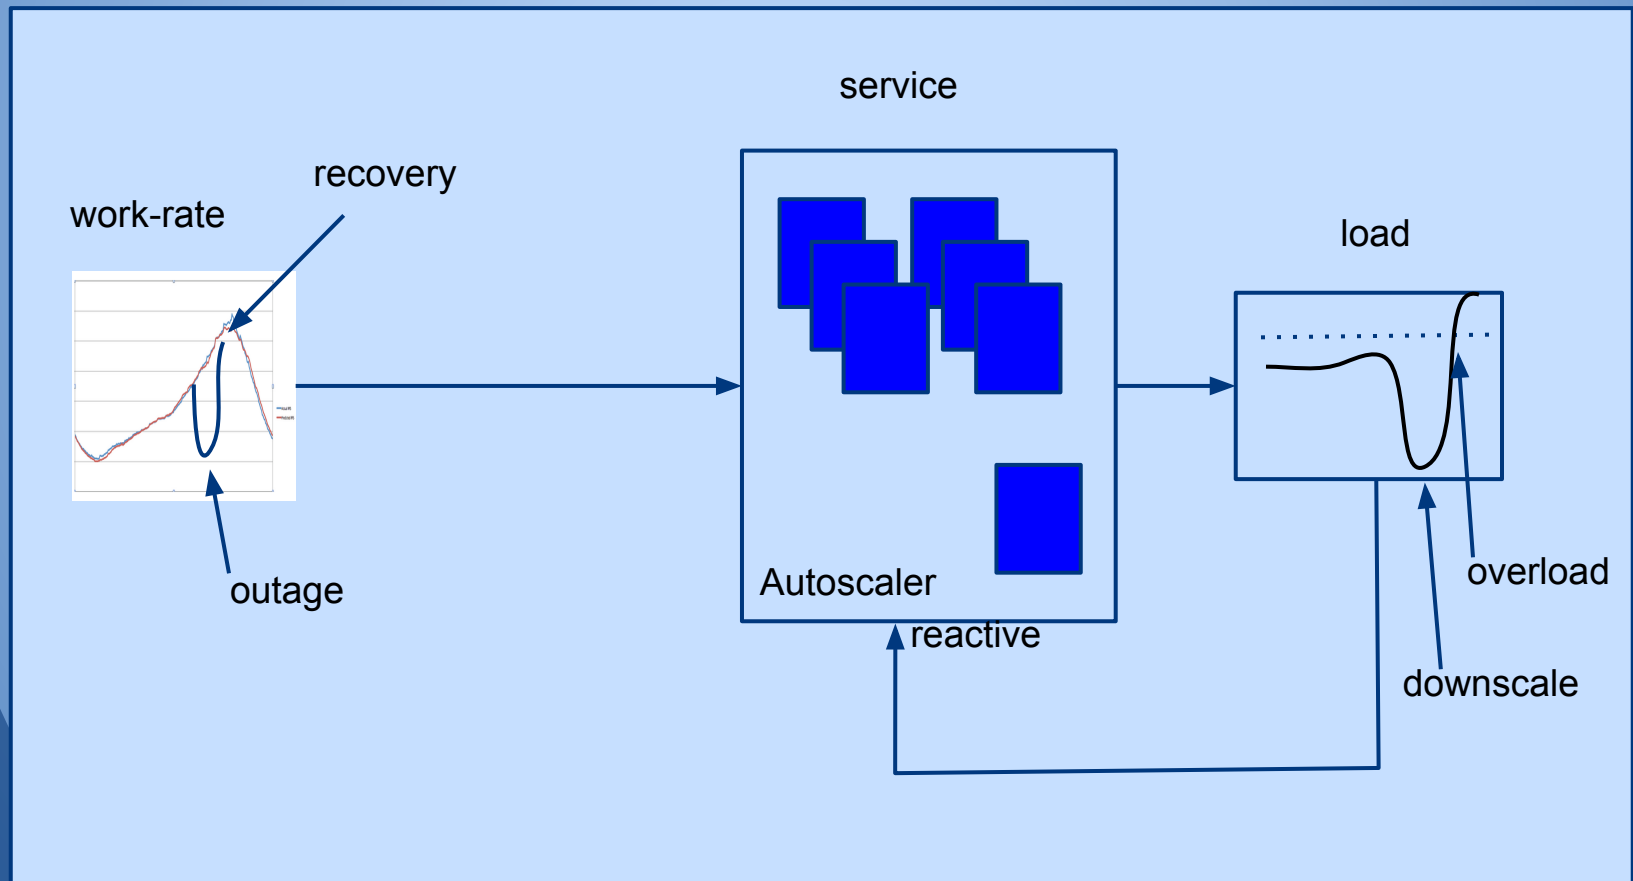 service
recovery
work-rate
load
outage
Autoscaler
overload
reactive
downscale